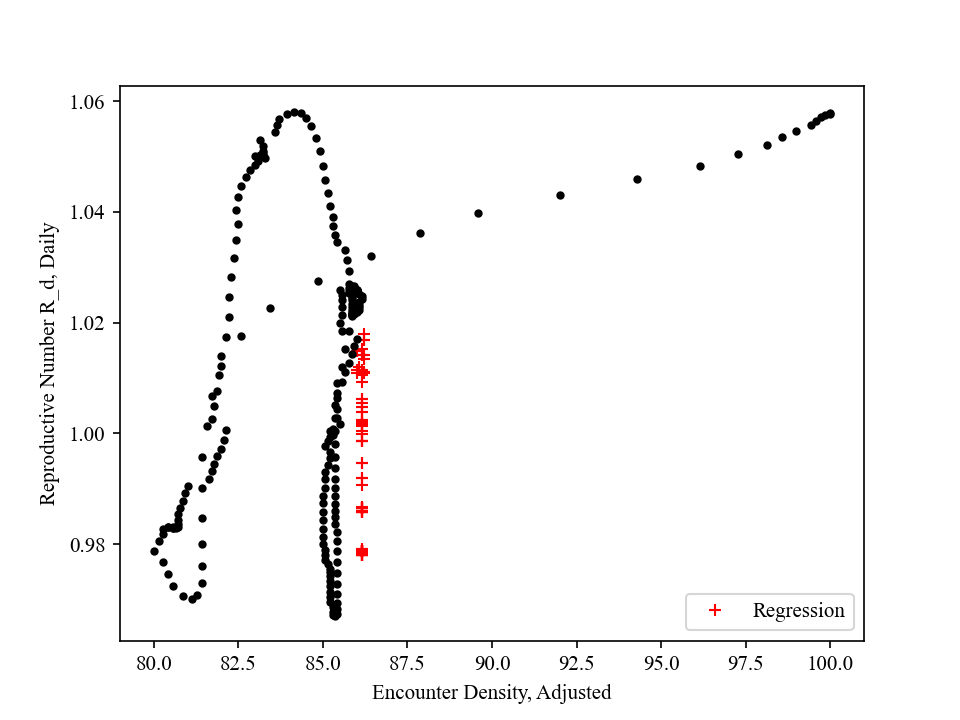 1.06
1.04
1.02
1.00
0.98
Reproductive Number R_d, Daily
Regression
80.0 82.5 85.0 87.5 90.0 92.5 95.0 97.5 100.0
Encounter Density, Adjusted